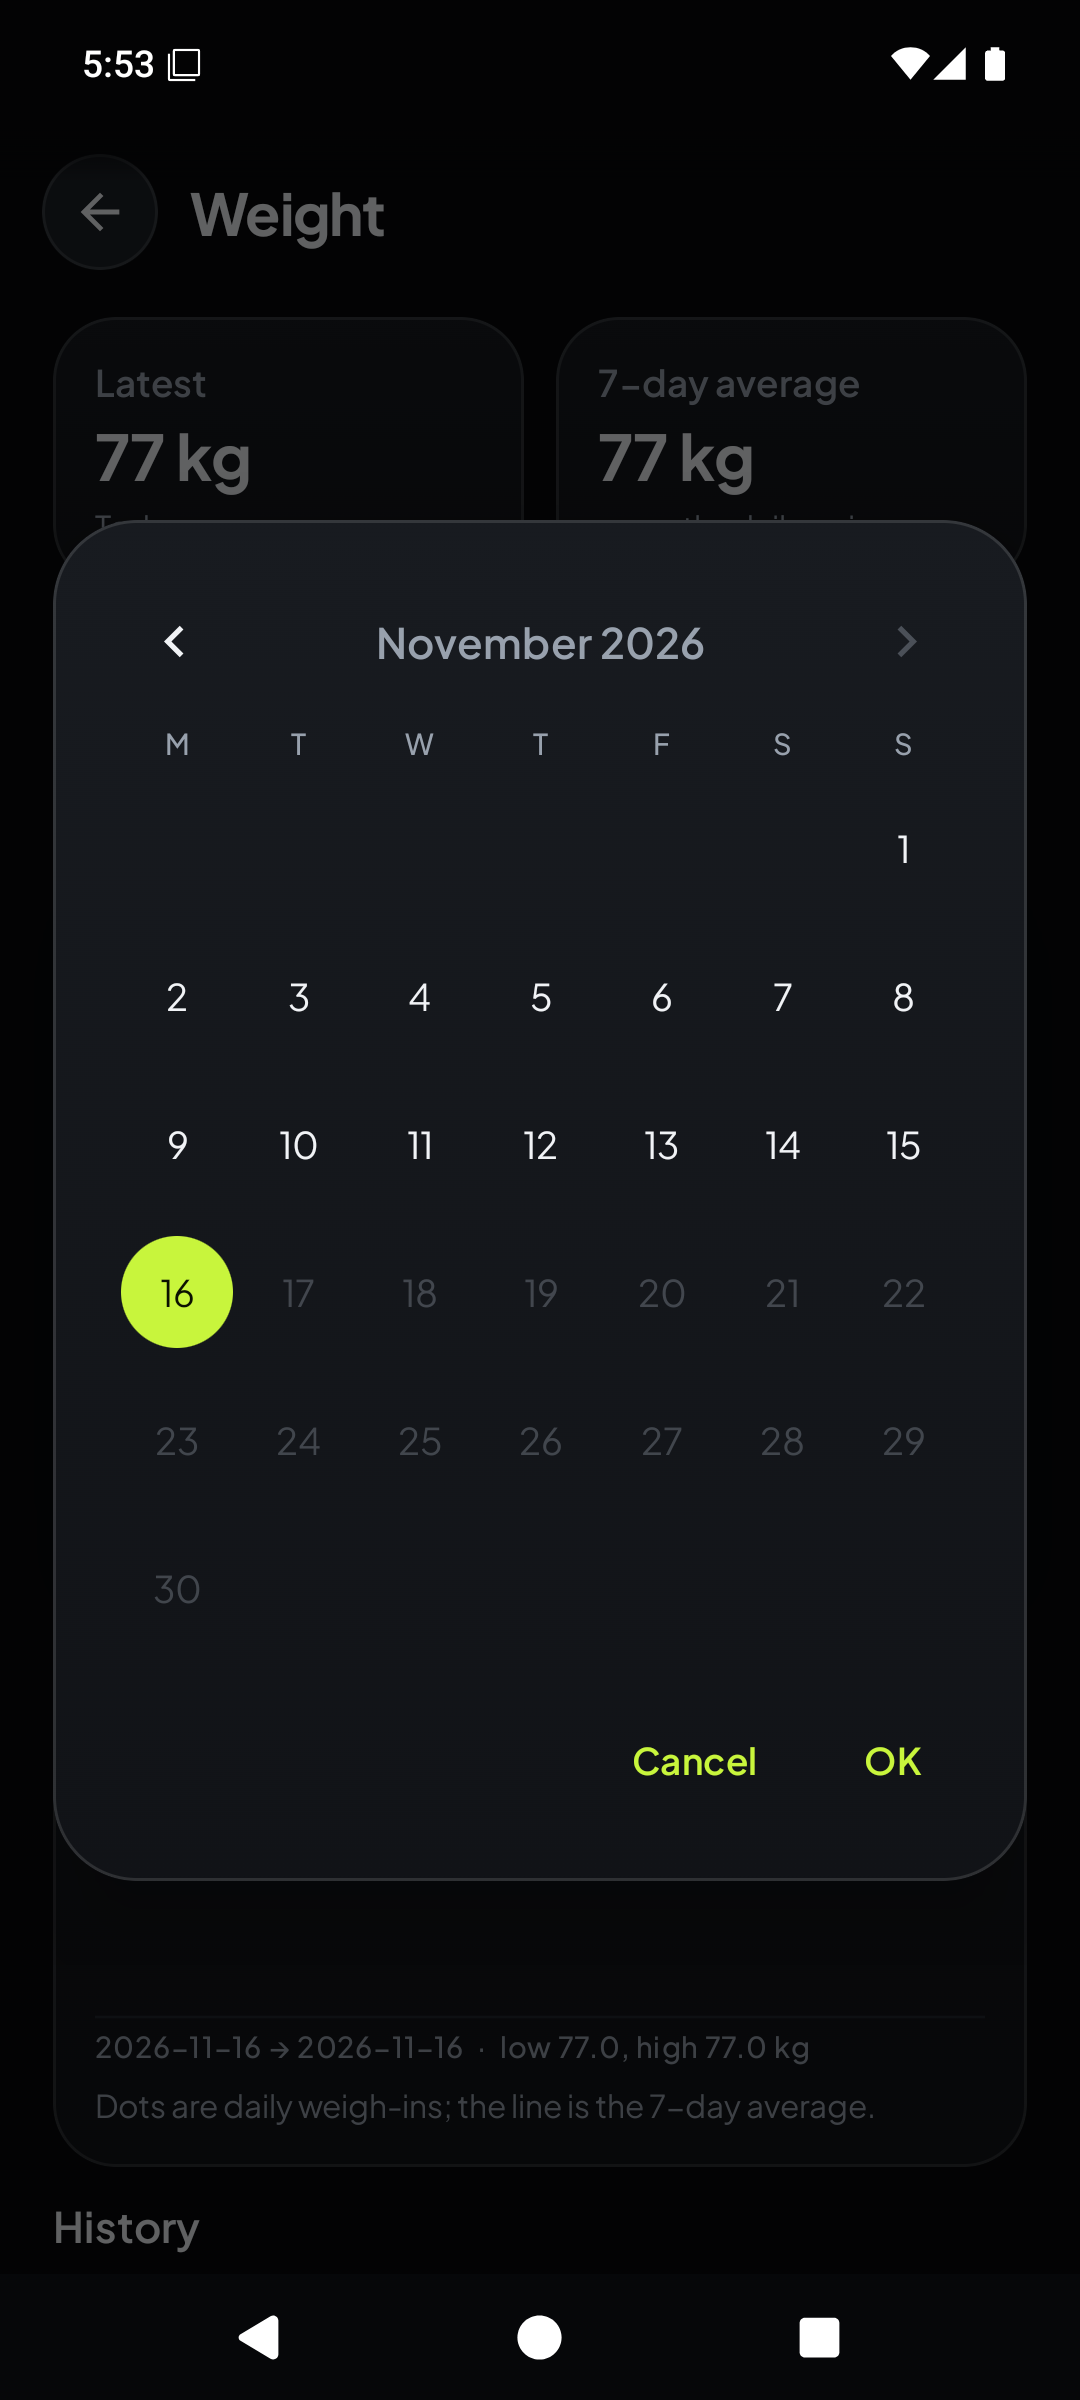 5:53
Weight
Latest
7-day average
77 kg
77 kg
November 2026
M T W T F S S
1
2 3 4 5 6 7 8
9 10 11 12 13 14 15
16 17 18 19 20 21 22
23 24 25 26 27 28 29
30
Cancel OK
2026-11-16 → 2026-11-16 · low 77.0, high 77.0 kg
Dots are daily weigh-ins; the line is the 7-day average.
History